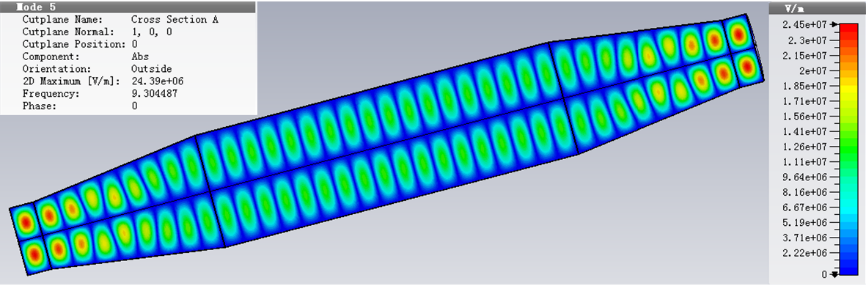 Mode 5
Cutplane Name: Cross Section A
Cutplane Normal: 1, 0, 0
Cutplane Position: 0
Component: Abs
Orientation: Outside
2D Maximum [V/m]: 24.39e+06
Frequency: 9.304487
Phase: 0
V/m
2.45e+07
2.3e+07
2.15e+07
2e+07
1.85e+07
1.71e+07
1.56e+07
1.41e+07
1.26e+07
1.11e+07
9.64e+06
8.16e+06
6.67e+06
5.19e+06
3.71e+06
2.22e+06
0